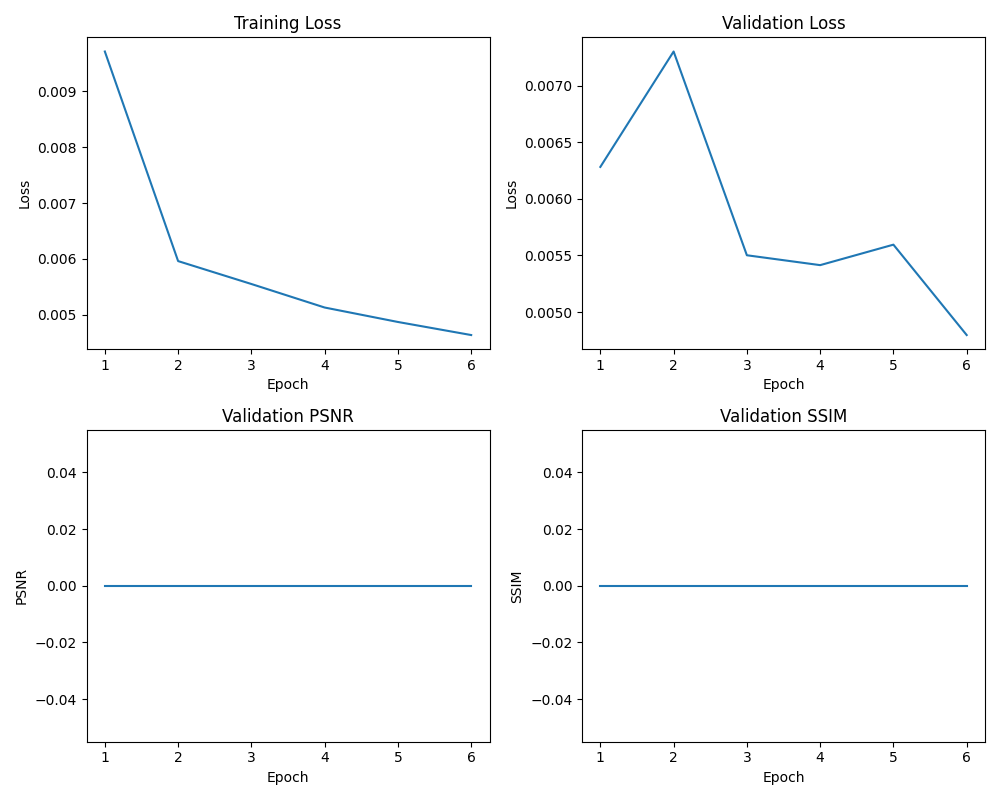 Training Loss
Loss
0.009
0.008
0.007
0.006
0.005
1 2 3 4 5 6
Epoch
Validation Loss
Loss
0.0070
0.0065
0.0060
0.0055
0.0050
1 2 3 4 5 6
Epoch
Validation PSNR
PSNR
0.04
0.02
0.00
−0.02
−0.04
1 2 3 4 5 6
Epoch
Validation SSIM
SSIM
0.04
0.02
0.00
−0.02
−0.04
1 2 3 4 5 6
Epoch